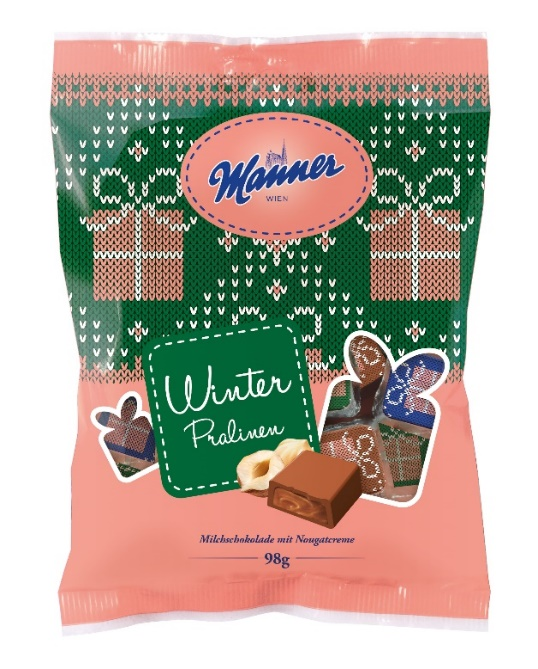 Manner
WIEN
Winter
Pralinen
Milchschokolade mit Nougatcreme
98g